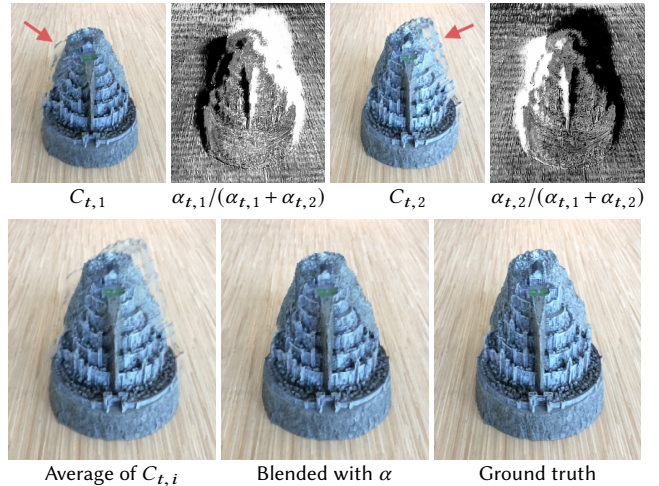 C_{t,1} α_{t,1}/(α_{t,1} + α_{t,2}) C_{t,2} α_{t,2}/(α_{t,1} + α_{t,2})
Average of C_{t,i} Blended with α Ground truth